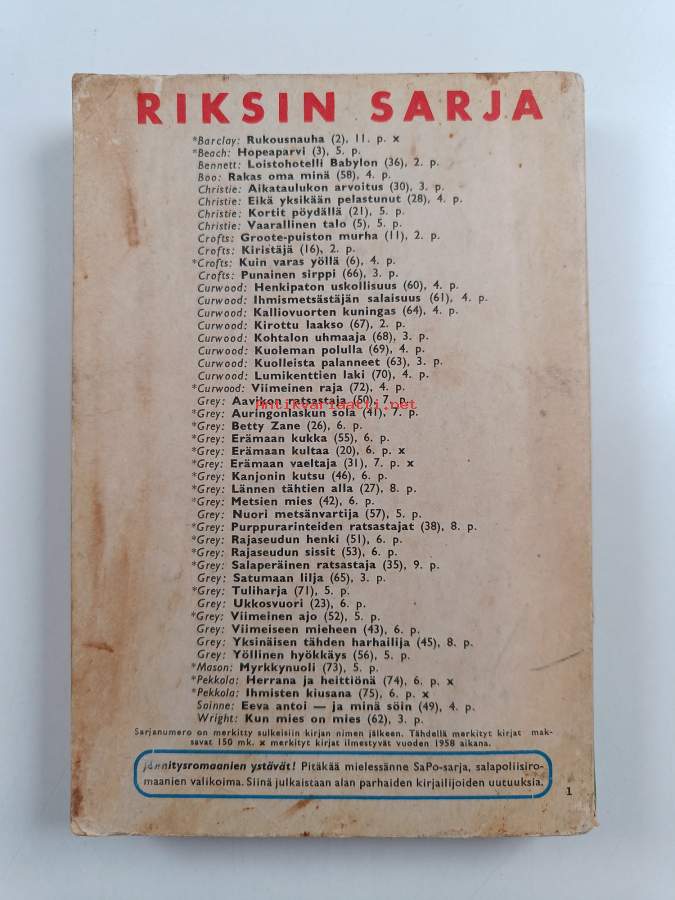 RIKSIN SARJA
*Barclay: Rukousnauha (2), 11. p. x
*Beach: Hopeaparvi (3), 5. p.
Bennett: Loistohotelli Babylon (36), 2. p.
Boo: Rakas oma minä (58), 4. p.
Christie: Aikataulukon arvoitus (30), 3. p.
Christie: Eikä yksikään pelastunut (28), 4. p.
Christie: Kortit pöydällä (21), 5. p.
Christie: Vaarallinen talo (5), 5. p.
Crofts: Groote-puiston murha (11), 2. p.
Crofts: Kiristäjä (16), 2. p.
*Crofts: Kuin varas yöllä (6), 4. p.
Crofts: Punainen sirppi (66), 3. p.
Curwood: Henkipaton uskollisuus (60), 4. p.
Curwood: Ihmismetsästäjän salaisuus (61), 4. p.
Curwood: Kalliovuorten kuningas (64), 4. p.
Curwood: Kirottu laakso (67), 2. p.
Curwood: Kohtalon uhmaaja (68), 3. p.
Curwood: Kuoleman polulla (69), 4. p.
Curwood: Kuolleista palanneet (63), 3. p.
Curwood: Lumikenttien laki (70), 4. p.
*Curwood: Viimeinen raja (72), 4. p.
Grey: Aavikon ratsastaja (50), 7. p.
Antikvariaatti.net
*Grey: Auringonlaskun sola (41), 7. p.
*Grey: Betty Zane (26), 6. p.
*Grey: Erämaan kukka (55), 6. p.
*Grey: Erämaan kultaa (20), 6. p. x
*Grey: Erämaan vaeltaja (31), 7. p. x
*Grey: Kanjonin kutsu (46), 6. p.
*Grey: Lännen tähtien alla (27), 8. p.
*Grey: Metsien mies (42), 6. p.
Grey: Nuori metsänvartija (57), 5. p.
*Grey: Purppurarinteiden ratsastajat (38), 8. p.
*Grey: Rajaseudun henki (51), 6. p.
*Grey: Rajaseudun sissit (53), 6. p.
*Grey: Salaperäinen ratsastaja (35), 9. p.
Grey: Satumaan lilja (65), 3. p.
*Grey: Tuliharja (71), 5. p.
Grey: Ukkosvuori (23), 6. p.
*Grey: Viimeinen ajo (52), 5. p.
Grey: Viimeiseen mieheen (43), 6. p.
Grey: Yksinäisen tähden harhailija (45), 8. p.
Grey: Yöllinen hyökkäys (56), 5. p.
*Mason: Myrkkynuoli (73), 5. p.
*Pekkola: Herrana ja heittiönä (74), 6. p. x
*Pekkola: Ihmisten kiusana (75), 6. p. x
Soinne: Eeva antoi — ja minä söin (49), 4. p.
Wright: Kun mies on mies (62), 3. p.
Sarjanumero on merkitty sulkeisiin kirjan nimen jälkeen. Tähdellä merkityt kirjat mak-
savat 150 mk. x merkityt kirjat ilmestyvät vuoden 1958 aikana.
Jännitysromaanien ystävät! Pitäkää mielessänne SaPo-sarja, salapoliisiro-
maanien valikoima. Siinä julkaistaan alan parhaiden kirjailijoiden uutuuksia.
1